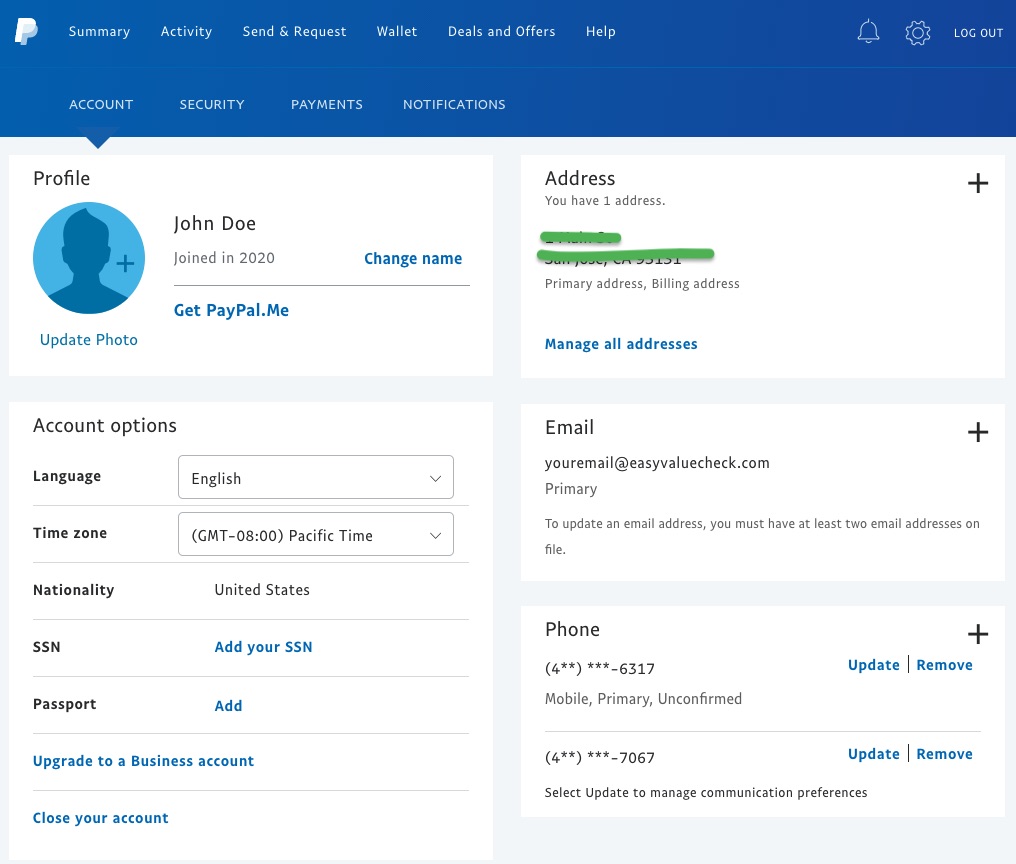 Summary Activity Send & Request Wallet Deals and Offers Help LOG OUT
ACCOUNT SECURITY PAYMENTS NOTIFICATIONS
Profile
John Doe
Joined in 2020 Change name
Get PayPal.Me
Update Photo
Account options
Language English
Time zone (GMT-08:00) Pacific Time
Nationality United States
SSN Add your SSN
Passport Add
Upgrade to a Business account
Close your account
Address
You have 1 address.
Primary address, Billing address
Manage all addresses
Email
youremail@easyvaluecheck.com
Primary
To update an email address, you must have at least two email addresses on
file.
Phone
(4**) ***-6317 Update | Remove
Mobile, Primary, Unconfirmed
(4**) ***-7067 Update | Remove
Select Update to manage communication preferences